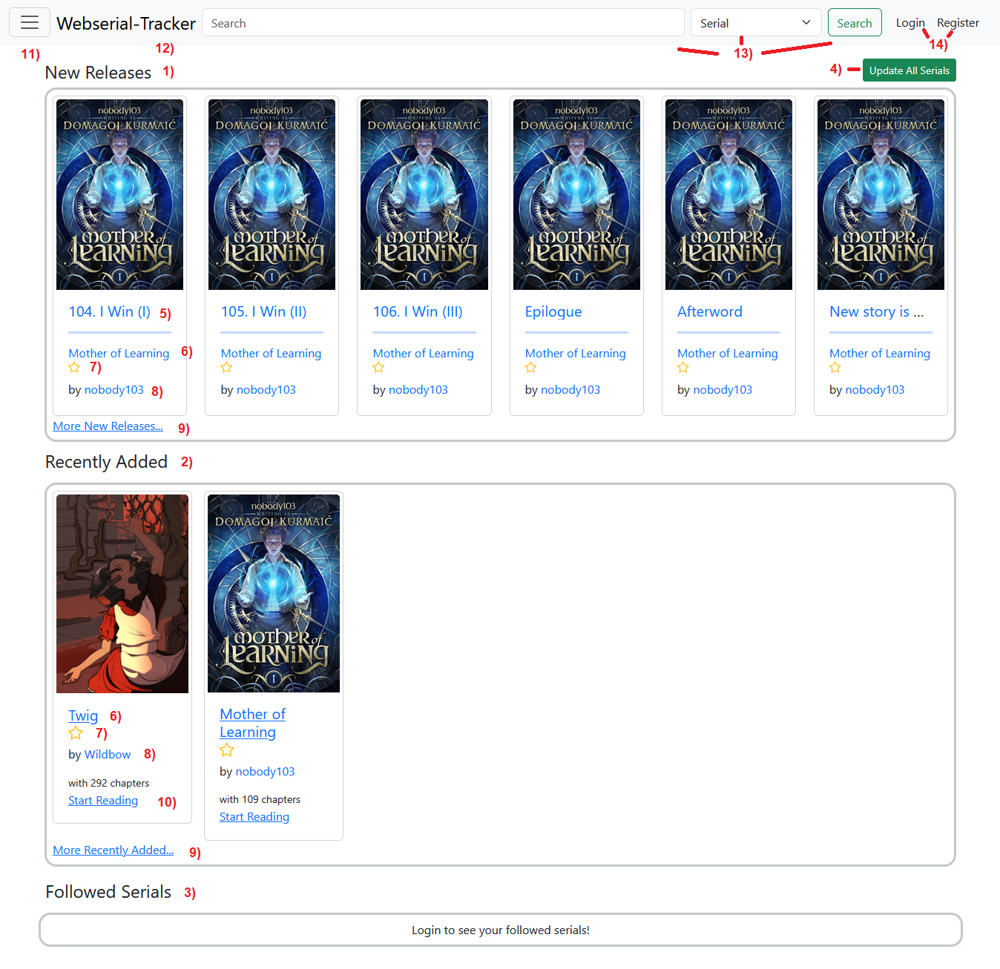 Webserial-Tracker Search Serial Search Login Register
11) 12) 13) 14)
New Releases 1) 4) Update All Serials
nobody103 nobody103 nobody103 nobody103 nobody103 nobody103
WRITING AS WRITING AS WRITING AS WRITING AS WRITING AS WRITING AS
DOMAGOJ KURMAIĆ DOMAGOJ KURMAIĆ DOMAGOJ KURMAIĆ DOMAGOJ KURMAIĆ DOMAGOJ KURMAIĆ DOMAGOJ KURMAIĆ
MOTHER of MOTHER of MOTHER of MOTHER of MOTHER of MOTHER of
LEARNING LEARNING LEARNING LEARNING LEARNING LEARNING
I I I I I I
104. I Win (I) 5) 105. I Win (II) 106. I Win (III) Epilogue Afterword New story is ...
Mother of Learning 6) Mother of Learning Mother of Learning Mother of Learning Mother of Learning Mother of Learning
7)
by nobody103 8) by nobody103 by nobody103 by nobody103 by nobody103 by nobody103
More New Releases... 9)
Recently Added 2)
nobody103
WRITING AS
DOMAGOJ KURMAIĆ
MOTHER of
LEARNING
I
Twig 6)
7)
by Wildbow 8)
with 292 chapters
Start Reading 10)
Mother of
Learning
by nobody103
with 109 chapters
Start Reading
More Recently Added... 9)
Followed Serials 3)
Login to see your followed serials!